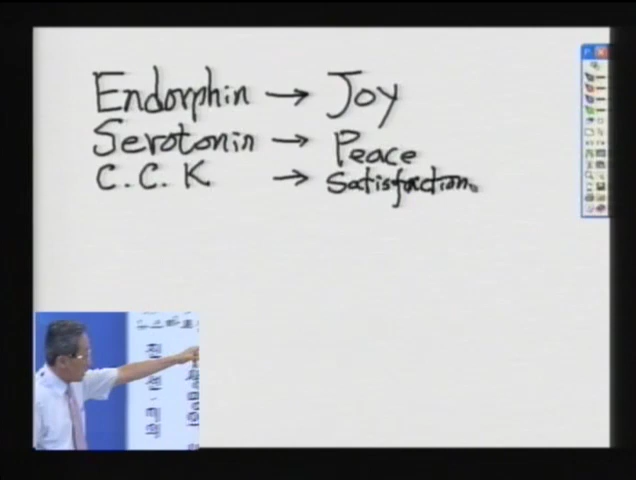 Endorphin → Joy
Serotonin → Peace
C.C.K → Satisfaction.